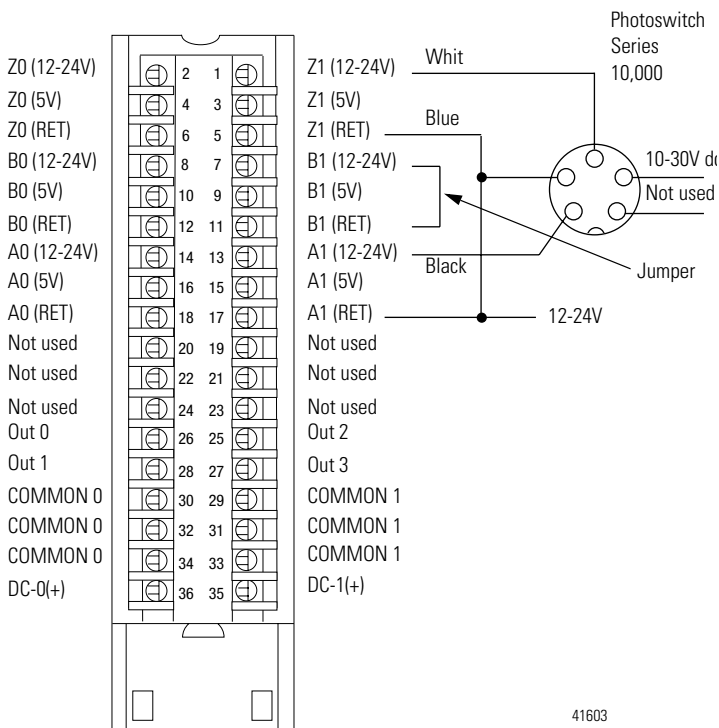 Photoswitch
Series
10,000
Z0 (12-24V) 2 1 Z1 (12-24V) Whit
Z0 (5V) 4 3 Z1 (5V)
Z0 (RET) 6 5 Z1 (RET) Blue
B0 (12-24V) 8 7 B1 (12-24V) 10-30V dc
B0 (5V) 10 9 B1 (5V) Not used
B0 (RET) 12 11 B1 (RET)
A0 (12-24V) 14 13 A1 (12-24V) Black Jumper
A0 (5V) 16 15 A1 (5V)
A0 (RET) 18 17 A1 (RET) 12-24V
Not used 20 19 Not used
Not used 22 21 Not used
Not used 24 23 Not used
Out 0 26 25 Out 2
Out 1 28 27 Out 3
COMMON 0 30 29 COMMON 1
COMMON 0 32 31 COMMON 1
COMMON 0 34 33 COMMON 1
DC-0(+) 36 35 DC-1(+)
41603